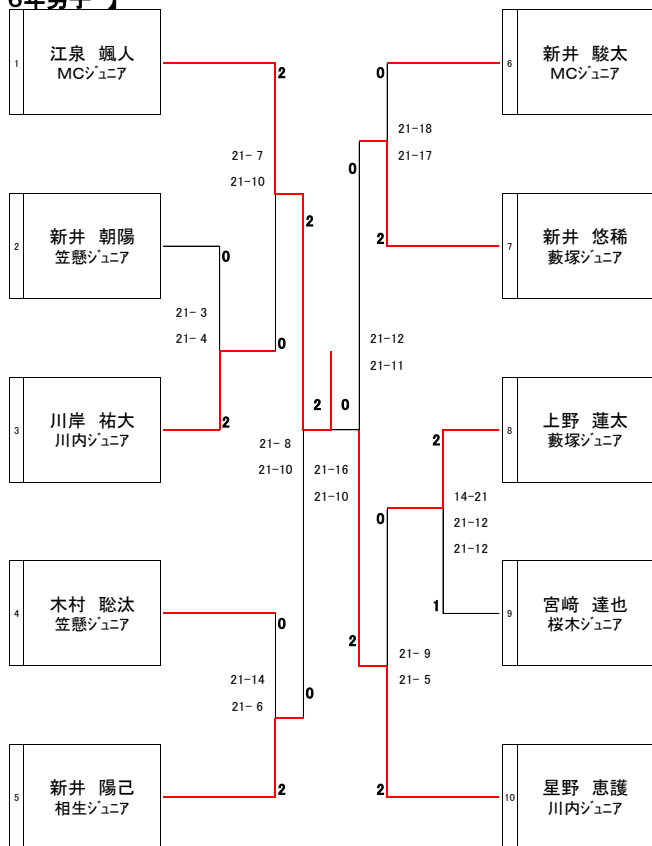 6年男子 】
1
江泉 颯人
MCジュニア
2
6
新井 駿太
MCジュニア
0
21-18
21-17
21-7
21-10
0
2
新井 朝陽
笠懸ジュニア
0
2
7
新井 悠稀
藪塚ジュニア
2
21-3
21-4
0
21-12
21-11
3
川岸 祐大
川内ジュニア
2
2
0
8
上野 蓮太
藪塚ジュニア
2
21-8
21-10
21-16
21-10
14-21
21-12
21-12
0
4
木村 聡汰
笠懸ジュニア
0
9
宮﨑 達也
桜木ジュニア
1
2
21-14
21-6
0
21-9
21-5
5
新井 陽己
相生ジュニア
2
10
星野 恵護
川内ジュニア
2